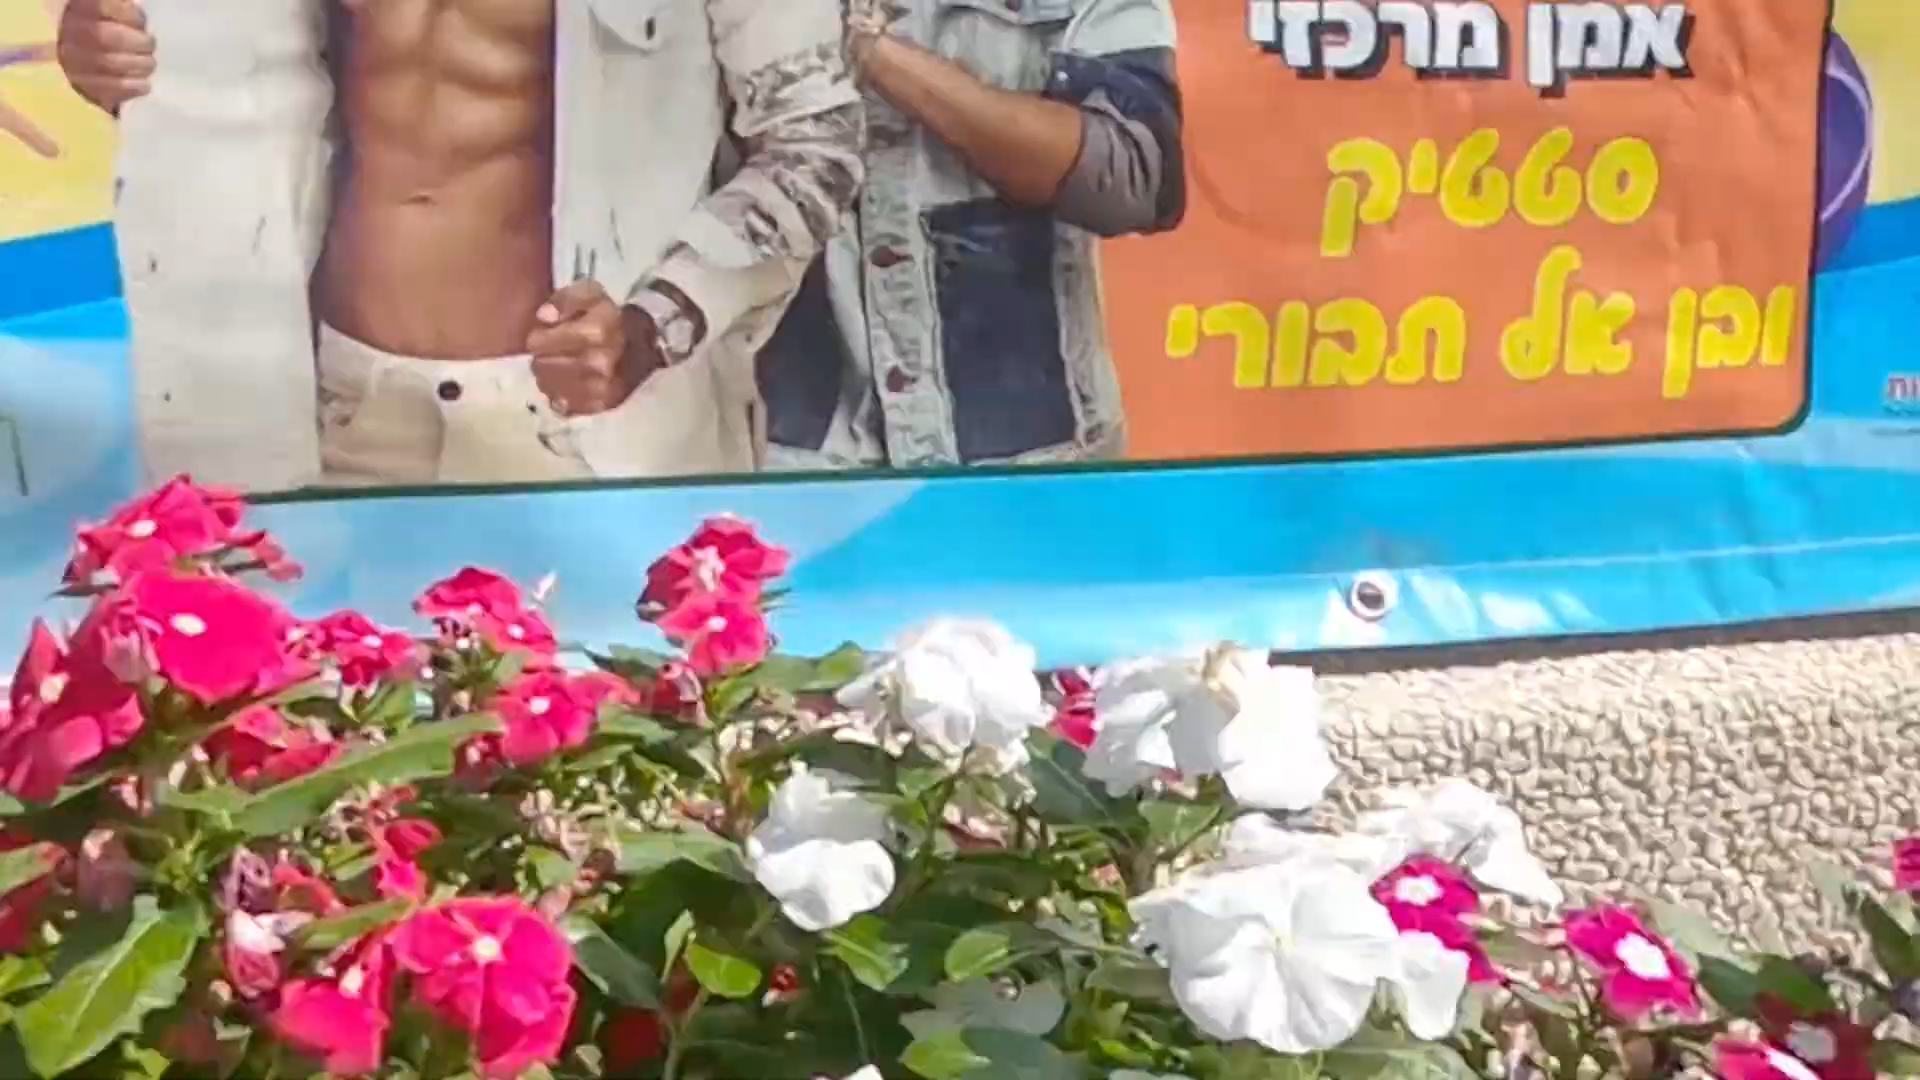 אמן מרכזי
סטטיק
ובן אל תבורי